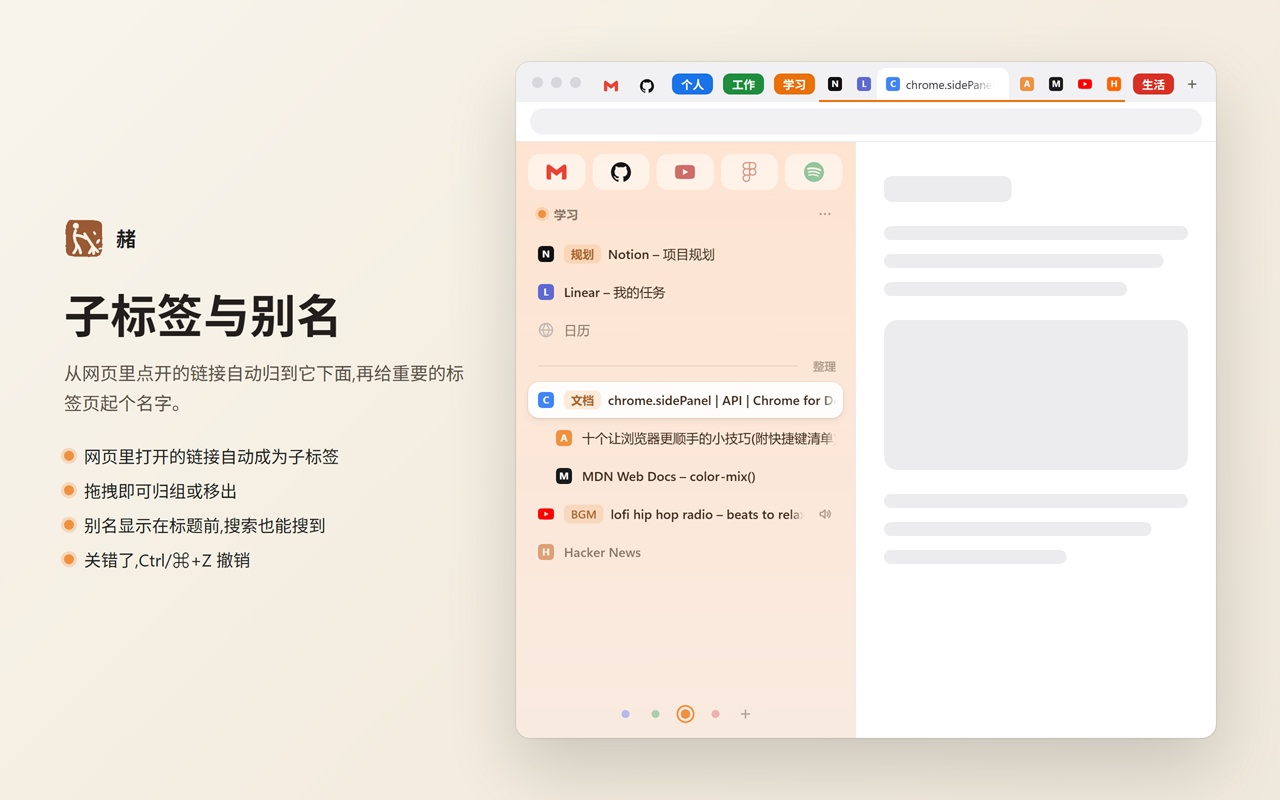 赭
子标签与别名
从网页里点开的链接自动归到它下面,再给重要的标
签页起个名字。
网页里打开的链接自动成为子标签
拖拽即可归组或移出
别名显示在标题前,搜索也能搜到
关错了,Ctrl/⌘+Z 撤销
个人 工作 学习 N L C chrome.sidePane A M H 生活 +
学习 ···
N 规划 Notion – 项目规划
L Linear – 我的任务
日历
整理
C 文档 chrome.sidePanel | API | Chrome for D
A 十个让浏览器更顺手的小技巧(附快捷键清单
M MDN Web Docs – color-mix()
BGM lofi hip hop radio – beats to rela
H Hacker News
+